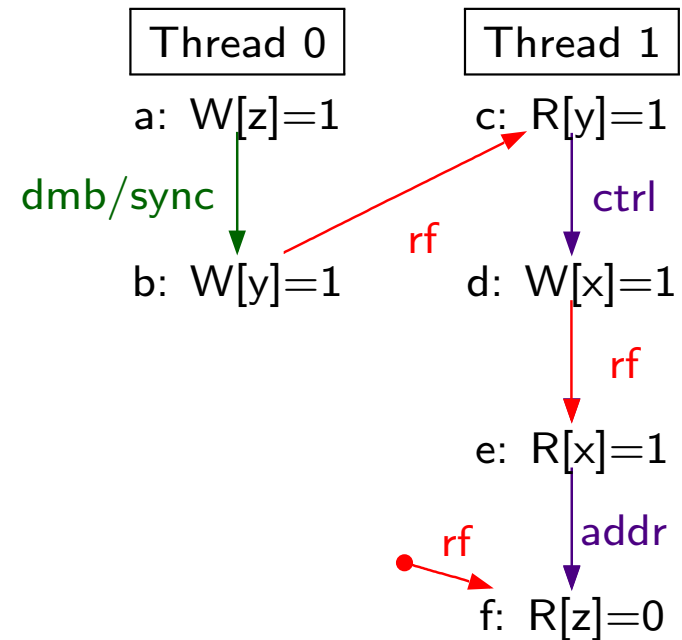 Thread 0
Thread 1
a: W[z]=1
c: R[y]=1
dmb/sync
ctrl
rf
b: W[y]=1
d: W[x]=1
rf
e: R[x]=1
rf
addr
f: R[z]=0